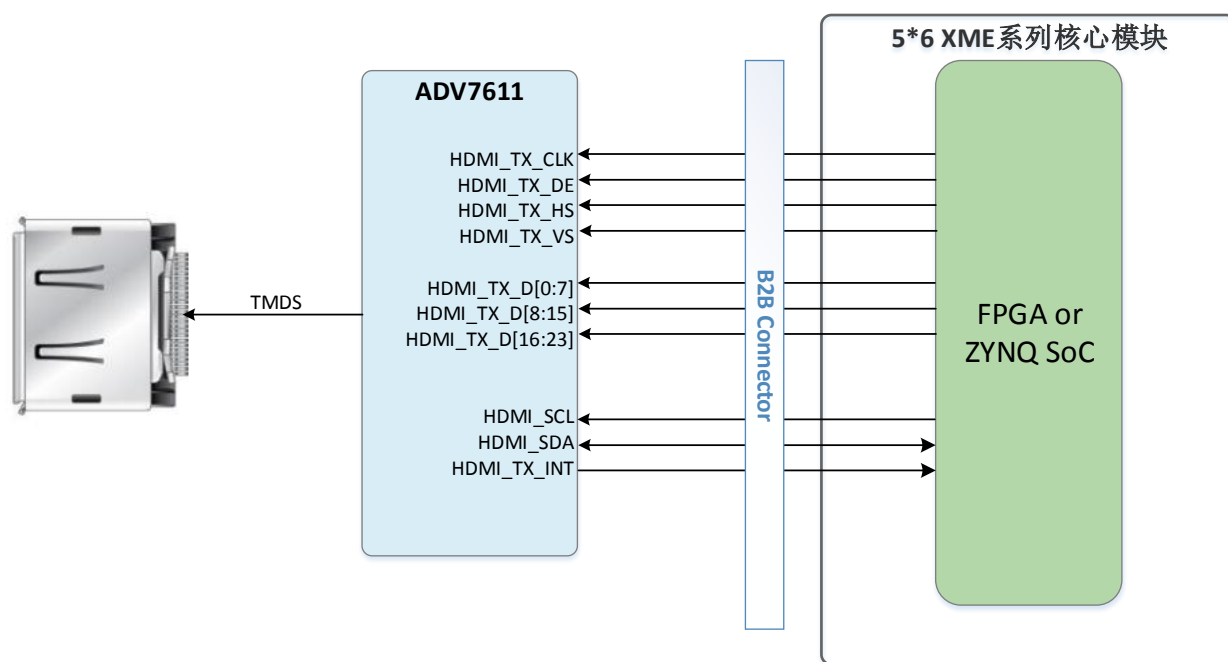 5*6 XME系列核心模块
ADV7611
HDMI_TX_CLK
HDMI_TX_DE
HDMI_TX_HS
HDMI_TX_VS
HDMI_TX_D[0:7]
HDMI_TX_D[8:15]
HDMI_TX_D[16:23]
HDMI_SCL
HDMI_SDA
HDMI_TX_INT
TMDS
B2B Connector
FPGA or
ZYNQ SoC